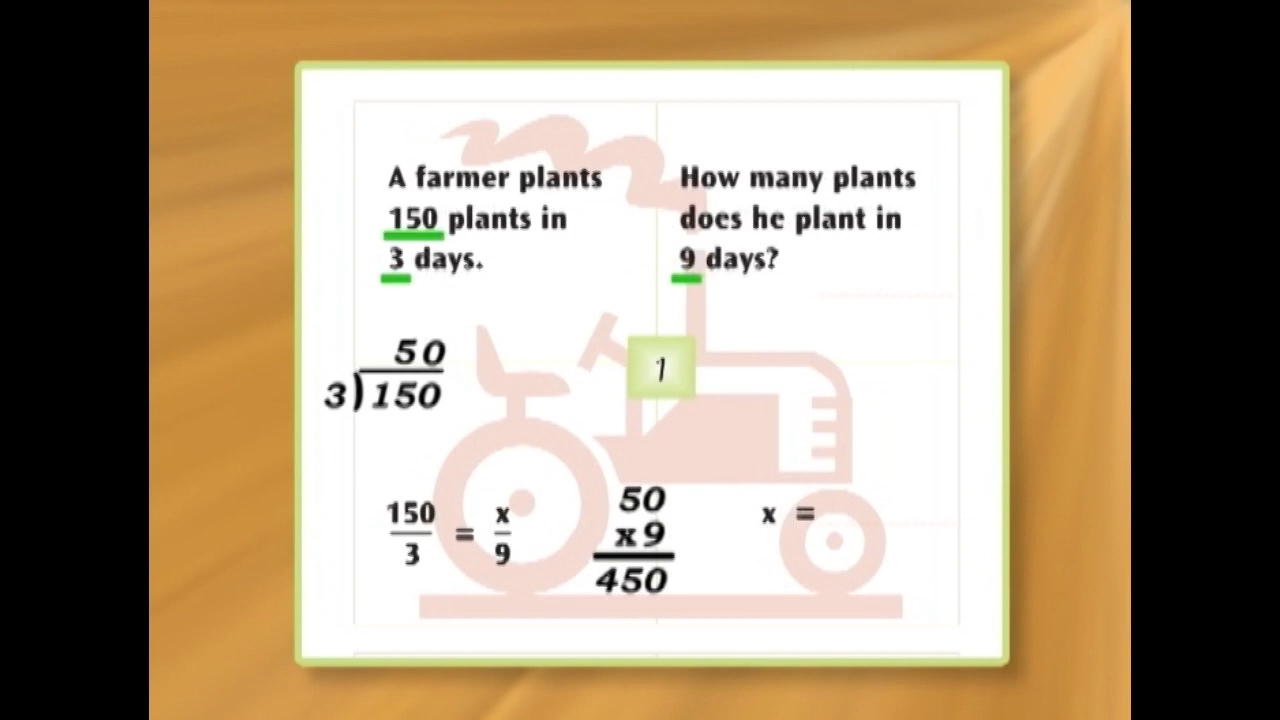 A farmer plants
150 plants in
3 days.
How many plants
does he plant in
9 days?
50
3)150
1
150/3 = x/9
50
x9
450
x =